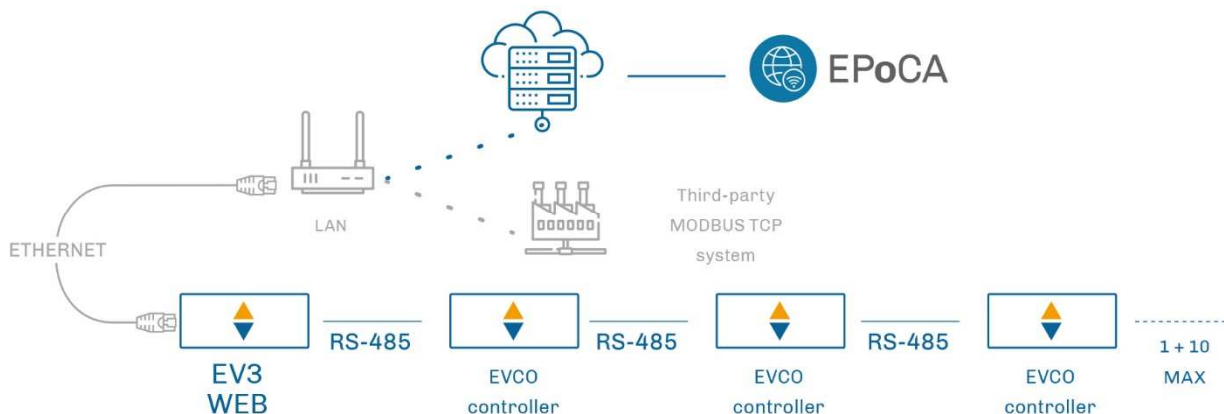 EPoCA
LAN
Third-party
MODBUS TCP
system
ETHERNET
RS-485
RS-485
RS-485
EV3
WEB
EVCO
controller
EVCO
controller
EVCO
controller
1 + 10
MAX